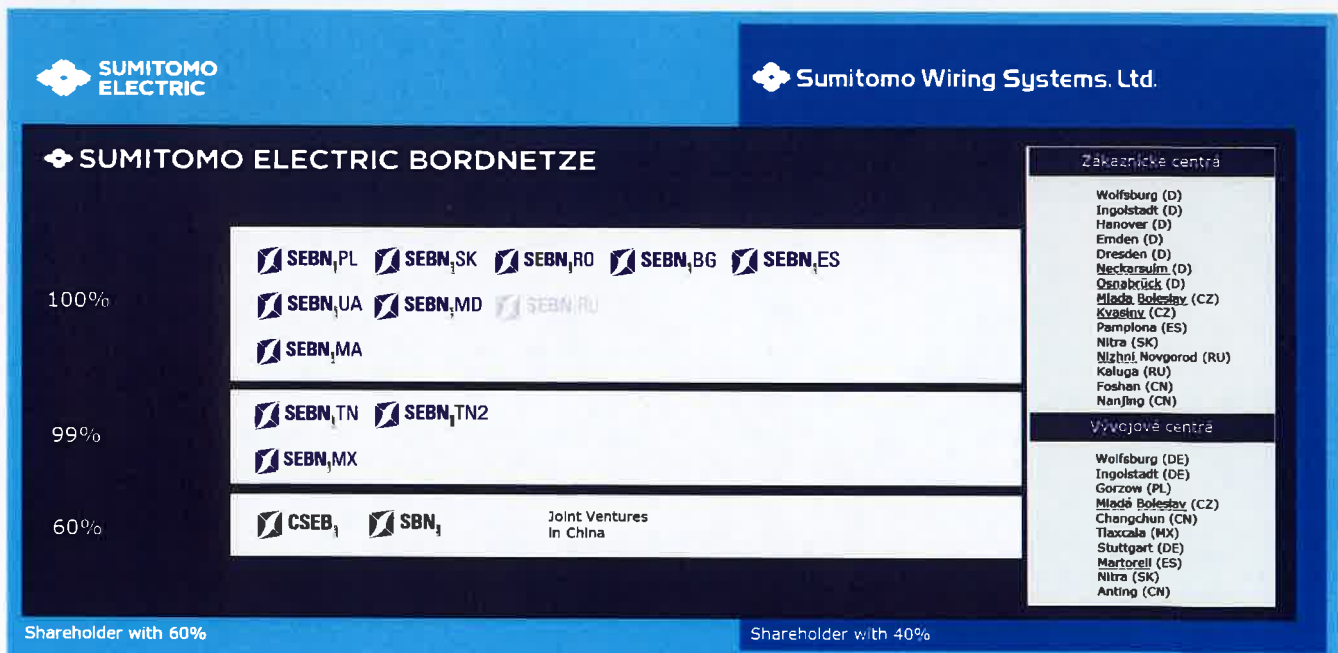 SUMITOMO
ELECTRIC
Sumitomo Wiring Systems, Ltd.
SUMITOMO ELECTRIC BORDNETZE
100%
SEBN PL SEBN SK SEBN RO SEBN BG SEBN ES
SEBN UA SEBN MD SEBN RU
SEBN MA
99%
SEBN TN SEBN TN2
SEBN MX
60%
CSEB SBN
Joint Ventures
in China
Zákaznícke centrá
Wolfsburg (D)
Ingolstadt (D)
Hanover (D)
Emden (D)
Dresden (D)
Neckarsulm (D)
Osnabrück (D)
Mladá Boleslav (CZ)
Kvasiny (CZ)
Pamplona (ES)
Nitra (SK)
Nizhni Novgorod (RU)
Kaluga (RU)
Foshan (CN)
Nanjing (CN)
Vývojové centrá
Wolfsburg (DE)
Ingolstadt (DE)
Gorzow (PL)
Mladá Boleslav (CZ)
Changchun (CN)
Tlaxcala (MX)
Stuttgart (DE)
Martorell (ES)
Nitra (SK)
Anting (CN)
Shareholder with 60%
Shareholder with 40%